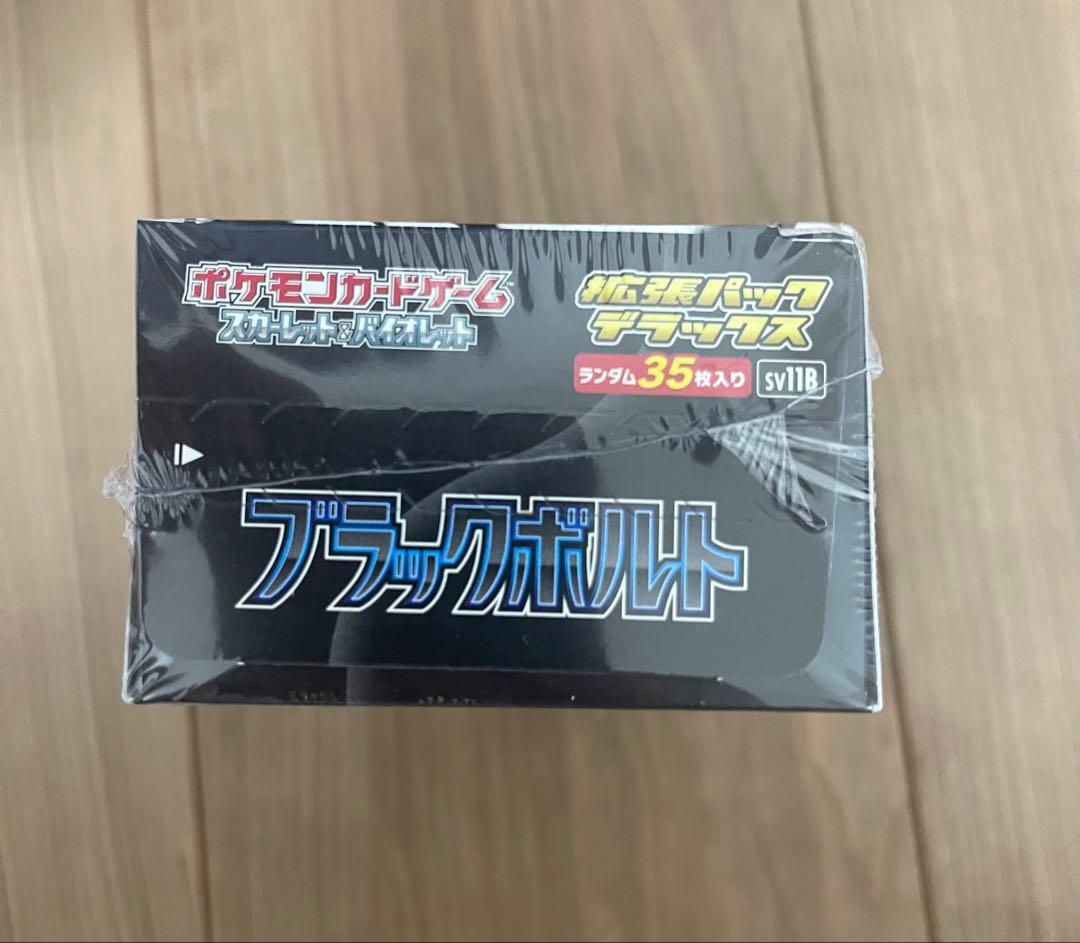 ポケモンカードゲーム™
スカーレット&バイオレット
拡張パック
デラックス
ランダム35枚入り
SV11B
ブラックボルト